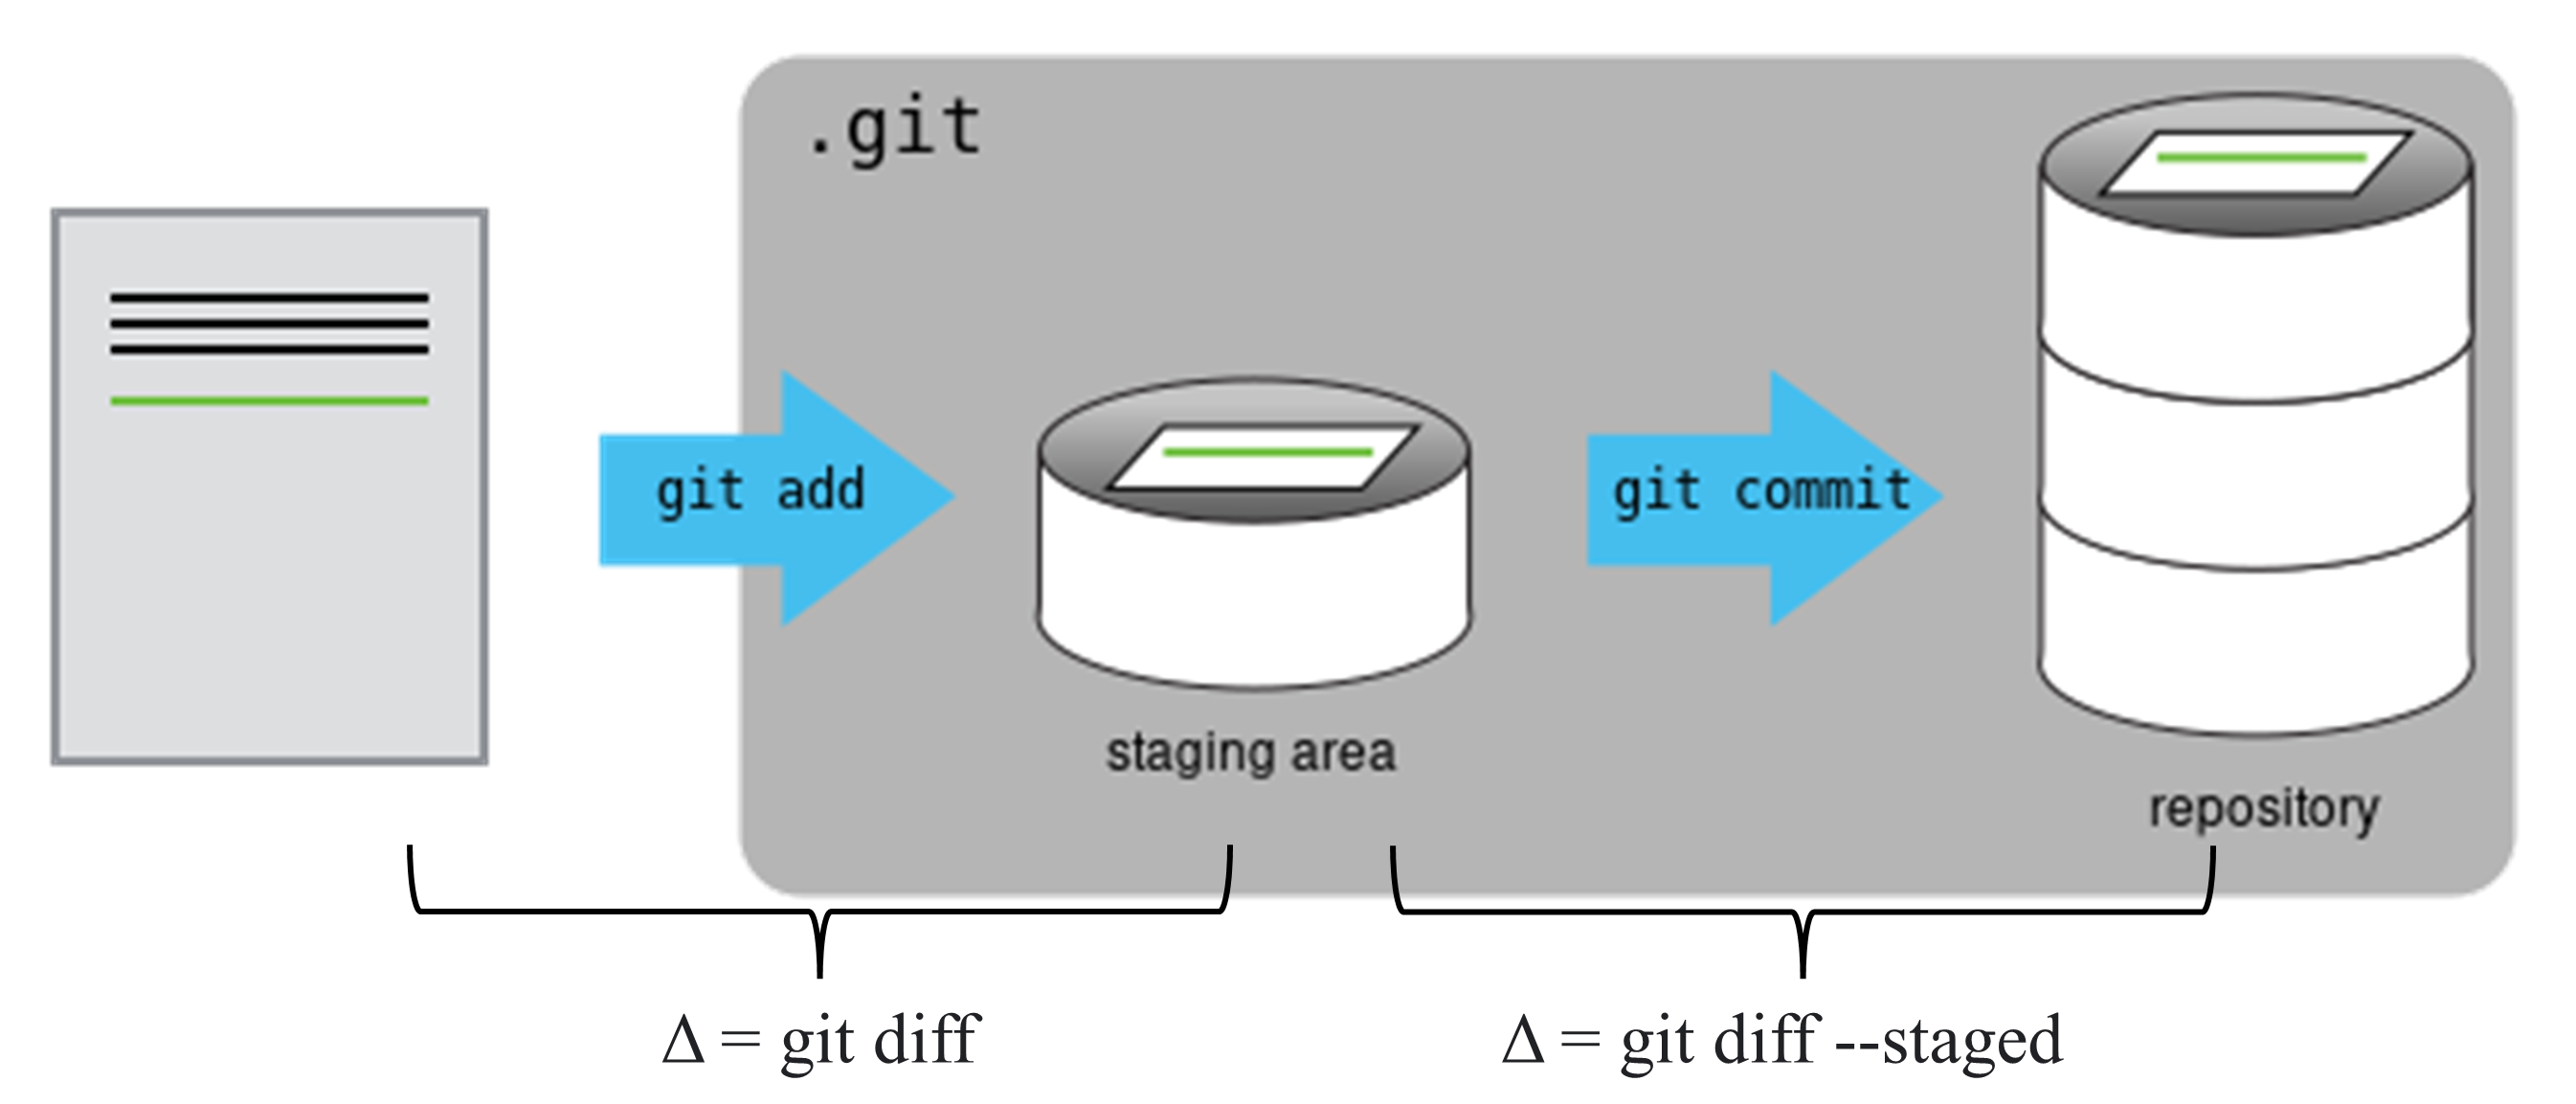 .git
git add
git commit
staging area
repository
Δ = git diff
Δ = git diff --staged